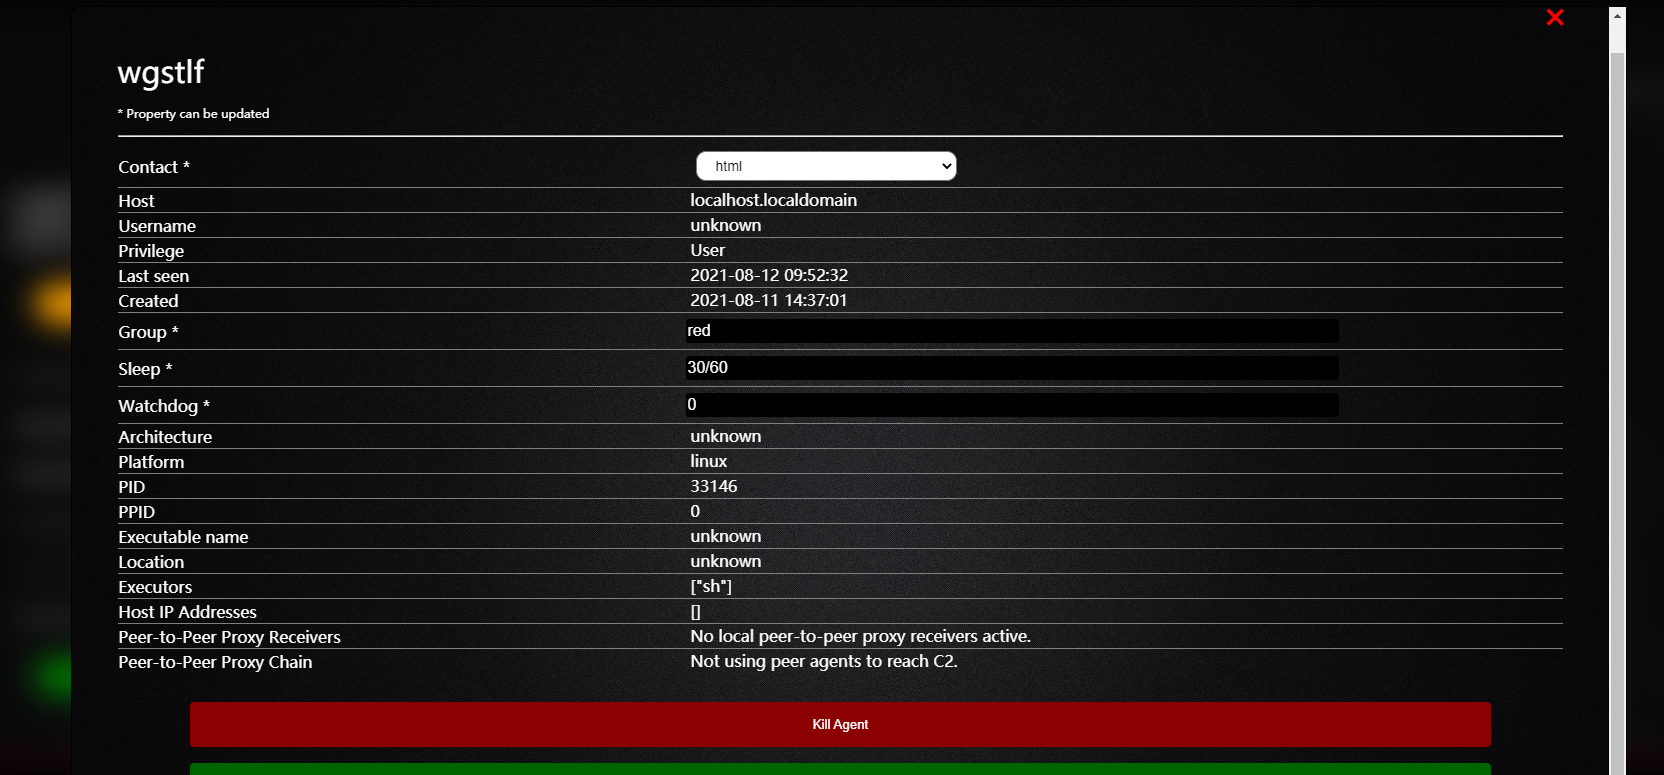 wgstlf
* Property can be updated
Contact * html
Host localhost.localdomain
Username unknown
Privilege User
Last seen 2021-08-12 09:52:32
Created 2021-08-11 14:37:01
Group * red
Sleep * 30/60
Watchdog * 0
Architecture unknown
Platform linux
PID 33146
PPID 0
Executable name unknown
Location unknown
Executors ["sh"]
Host IP Addresses []
Peer-to-Peer Proxy Receivers No local peer-to-peer proxy receivers active.
Peer-to-Peer Proxy Chain Not using peer agents to reach C2.
Kill Agent